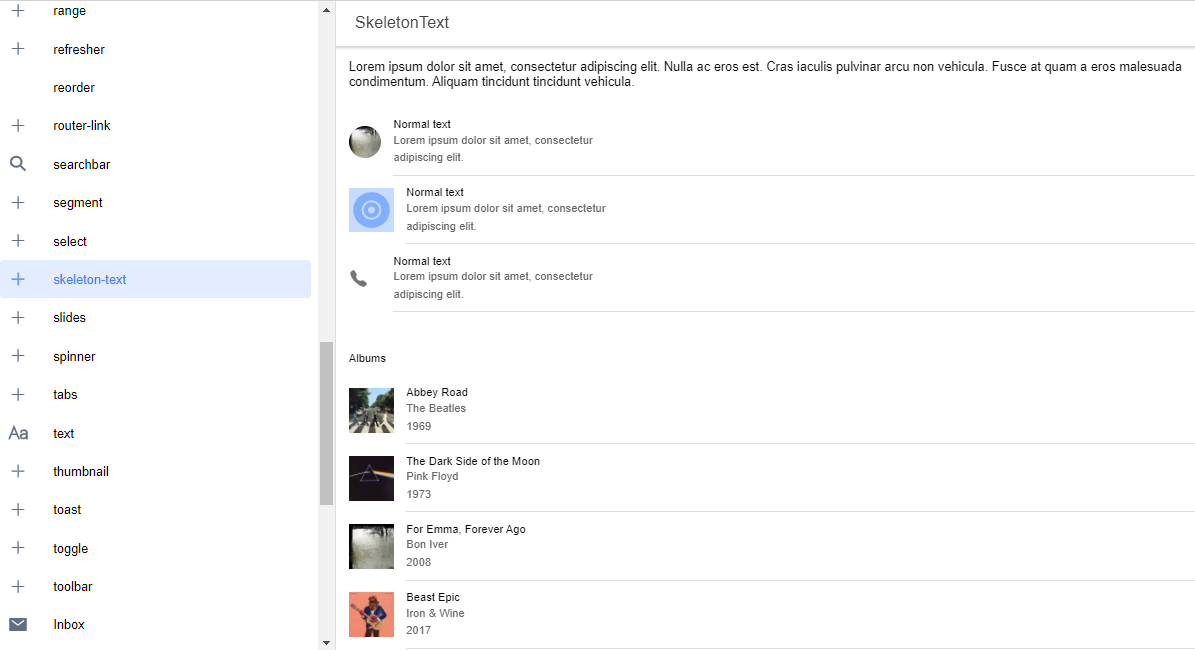 range
refresher
reorder
router-link
searchbar
segment
select
skeleton-text
slides
spinner
tabs
Aa text
thumbnail
toast
toggle
toolbar
Inbox
SkeletonText
Lorem ipsum dolor sit amet, consectetur adipiscing elit. Nulla ac eros est. Cras iaculis pulvinar arcu non vehicula. Fusce at quam a eros malesuada
condimentum. Aliquam tincidunt tincidunt vehicula.
Normal text
Lorem ipsum dolor sit amet, consectetur
adipiscing elit.
Normal text
Lorem ipsum dolor sit amet, consectetur
adipiscing elit.
Normal text
Lorem ipsum dolor sit amet, consectetur
adipiscing elit.
Albums
Abbey Road
The Beatles
1969
The Dark Side of the Moon
Pink Floyd
1973
For Emma, Forever Ago
Bon Iver
2008
Beast Epic
Iron & Wine
2017